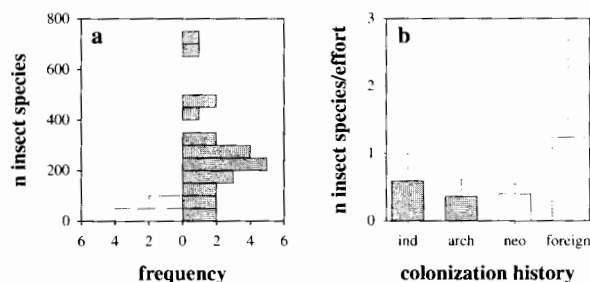 a
n insect species
800
600
400
200
0
6 4 2 0 2 4 6
frequency
b
n insect species/effort
3
2
1
0
ind arch neo foreign
colonization history